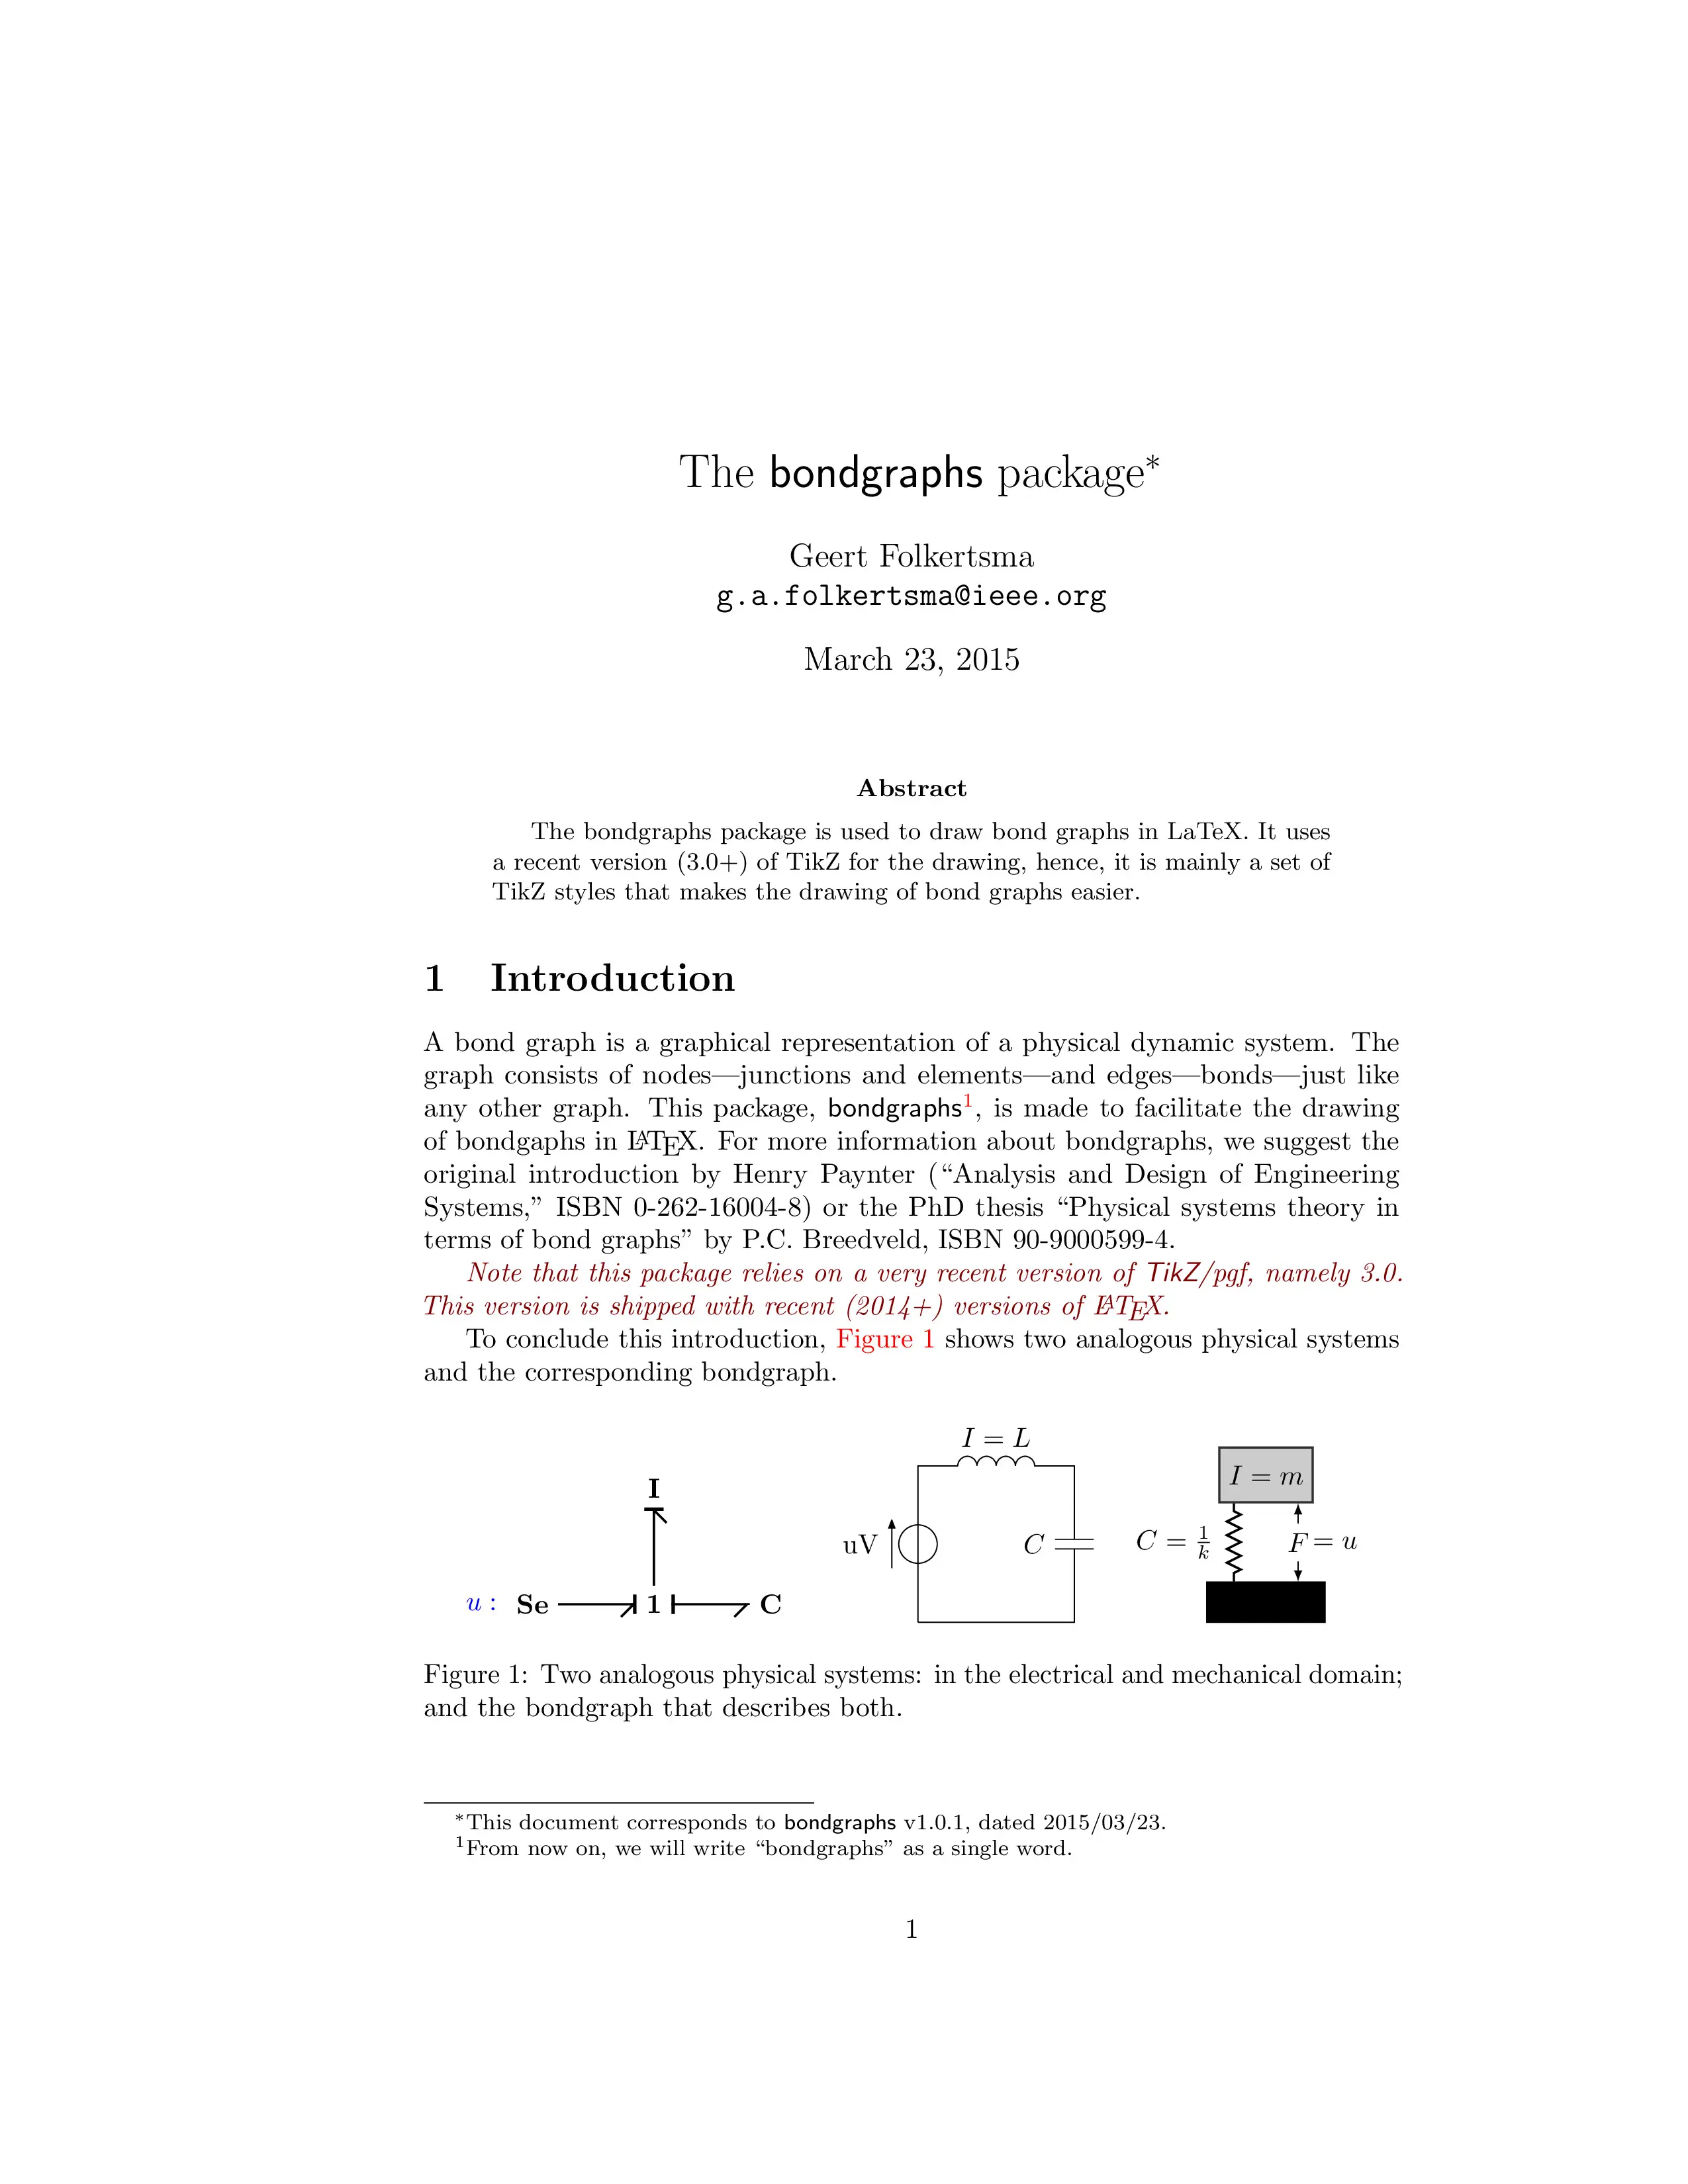 The bondgraphs package*
Geert Folkertsma
g.a.folkertsma@ieee.org
March 23, 2015
Abstract
The bondgraphs package is used to draw bond graphs in LaTeX. It uses
a recent version (3.0+) of TikZ for the drawing, hence, it is mainly a set of
TikZ styles that makes the drawing of bond graphs easier.
1 Introduction
A bond graph is a graphical representation of a physical dynamic system. The
graph consists of nodes—junctions and elements—and edges—bonds—just like
any other graph. This package, bondgraphs1, is made to facilitate the drawing
of bondgaphs in LATEX. For more information about bondgraphs, we suggest the
original introduction by Henry Paynter (“Analysis and Design of Engineering
Systems,” ISBN 0-262-16004-8) or the PhD thesis “Physical systems theory in
terms of bond graphs” by P.C. Breedveld, ISBN 90-9000599-4.
Note that this package relies on a very recent version of TikZ/pgf, namely 3.0.
This version is shipped with recent (2014+) versions of LATEX.
To conclude this introduction, Figure 1 shows two analogous physical systems
and the corresponding bondgraph.
I
u : Se 1 C
I = L
uV
C
I = m
C = 1/k
F = u
Figure 1: Two analogous physical systems: in the electrical and mechanical domain;
and the bondgraph that describes both.
*This document corresponds to bondgraphs v1.0.1, dated 2015/03/23.
1From now on, we will write “bondgraphs” as a single word.
1